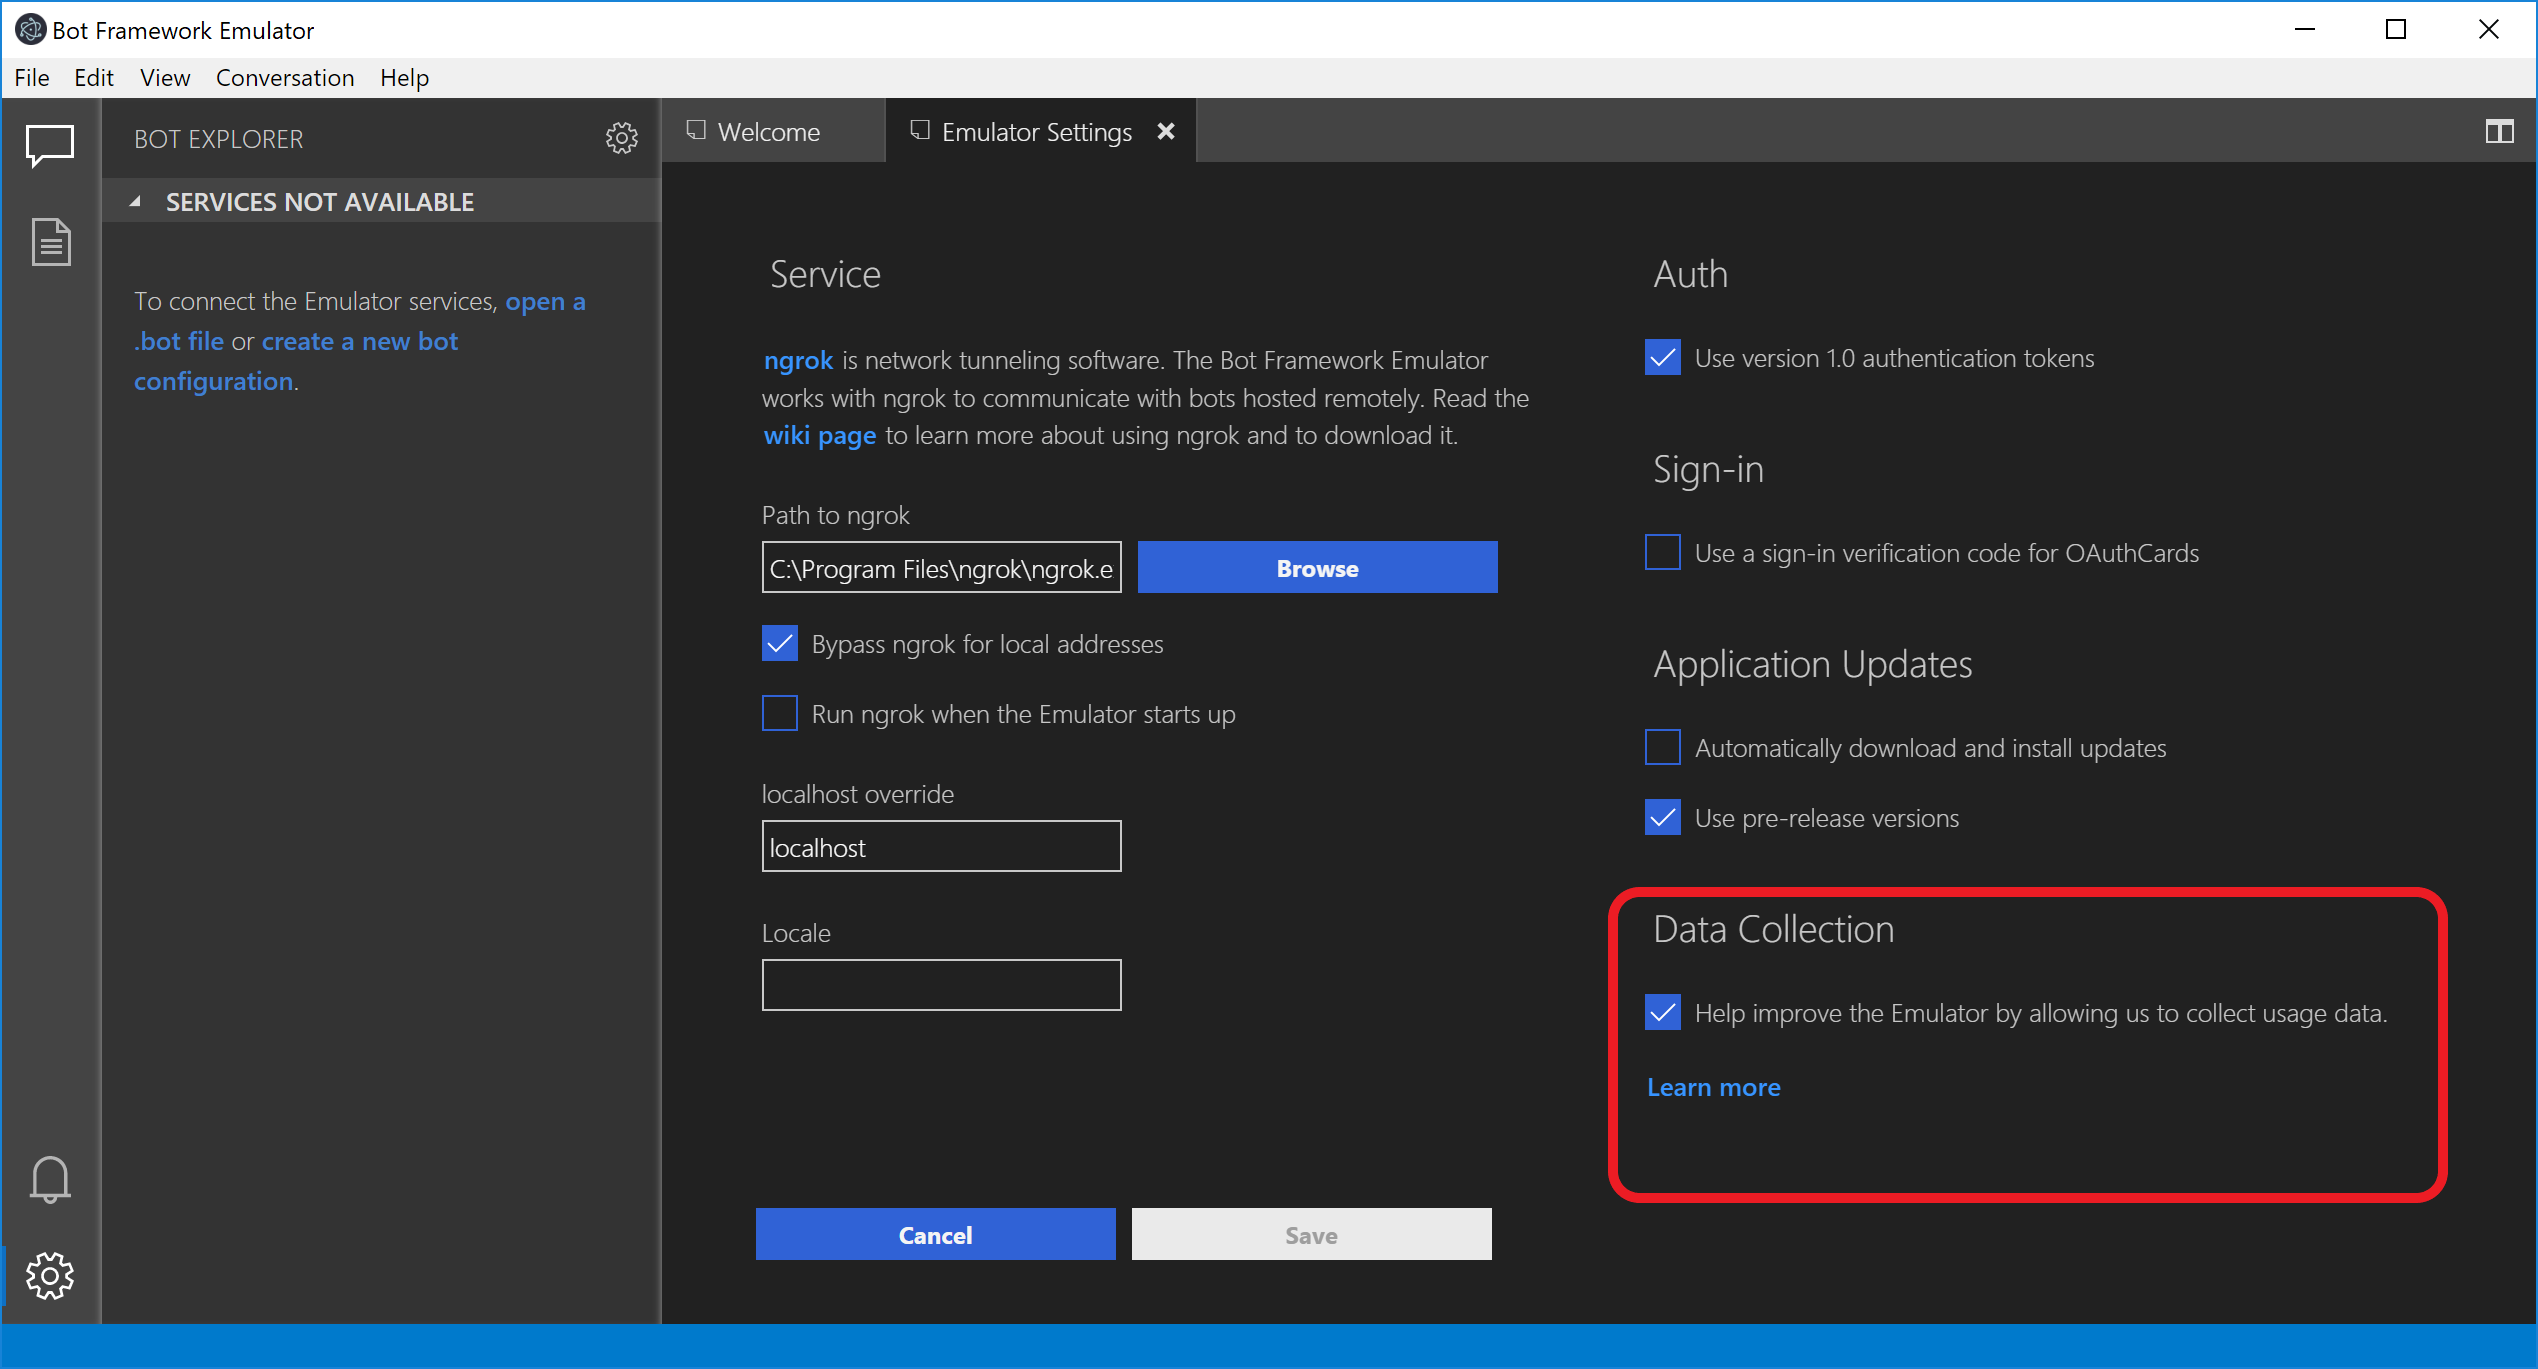 Bot Framework Emulator
File Edit View Conversation Help
BOT EXPLORER
SERVICES NOT AVAILABLE
To connect the Emulator services, open a
.bot file or create a new bot
configuration.
Welcome
Emulator Settings
Service
ngrok is network tunneling software. The Bot Framework Emulator
works with ngrok to communicate with bots hosted remotely. Read the
wiki page to learn more about using ngrok and to download it.
Path to ngrok
C:\Program Files\ngrok\ngrok.e
Browse
Bypass ngrok for local addresses
Run ngrok when the Emulator starts up
localhost override
localhost
Locale
Cancel
Save
Auth
Use version 1.0 authentication tokens
Sign-in
Use a sign-in verification code for OAuthCards
Application Updates
Automatically download and install updates
Use pre-release versions
Data Collection
Help improve the Emulator by allowing us to collect usage data.
Learn more